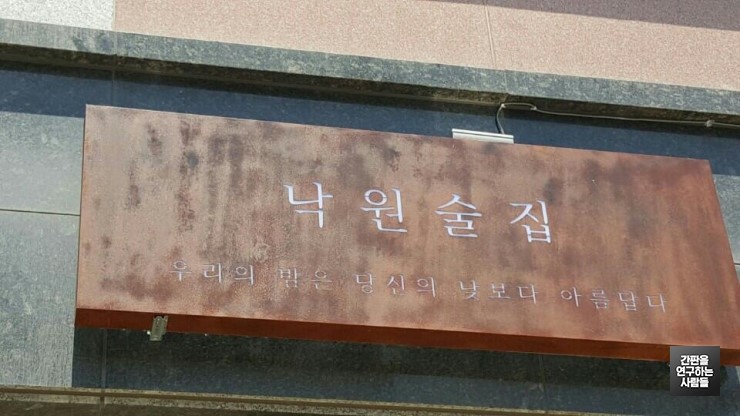 낙원술집
우리의 밤은 당신의 낮보다 아름답다
간판을
연구하는
사람들